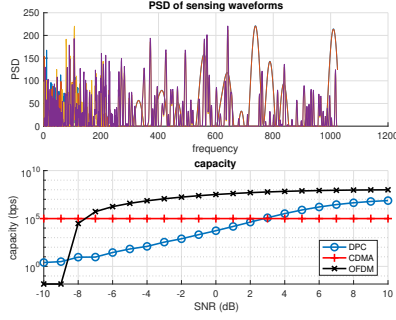 PSD of sensing waveforms
250
200
150
100
50
0
PSD
0 200 400 600 800 1000 1200
frequency
capacity
10^10
10^5
10^0
capacity (bps)
DPC
CDMA
OFDM
-10 -8 -6 -4 -2 0 2 4 6 8 10
SNR (dB)